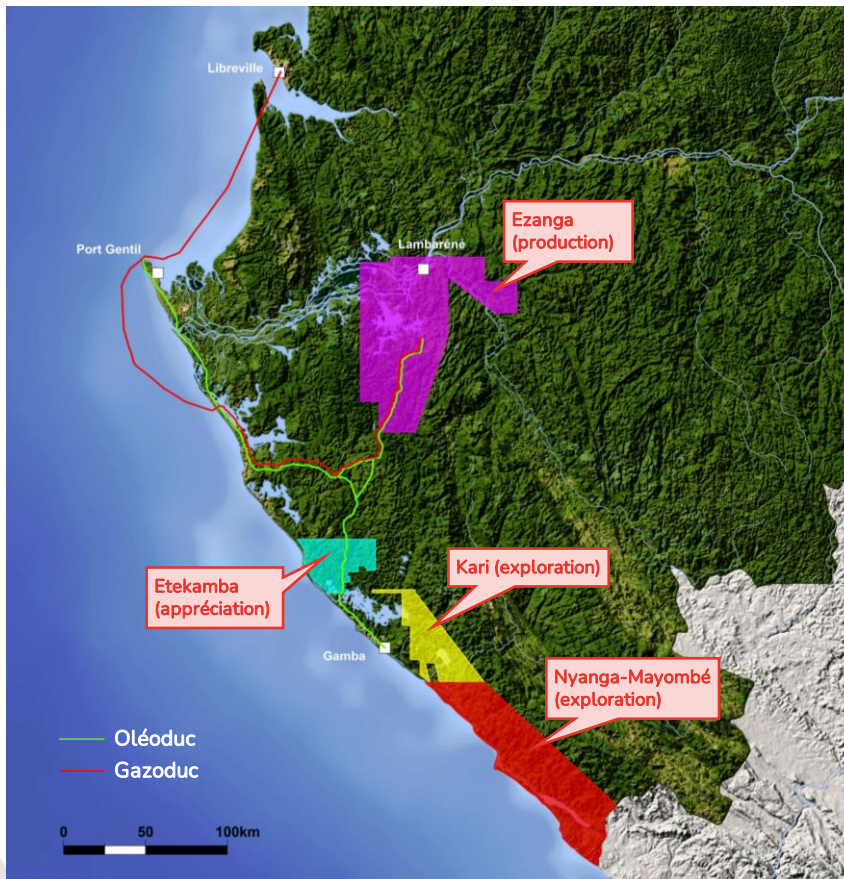 Libreville
Port Gentil
Lambaréné
Ezanga
(production)
Etekamba
(appréciation)
Kari (exploration)
Gamba
Nyanga-Mayombé
(exploration)
Oléoduc
Gazoduc
0 50 100km